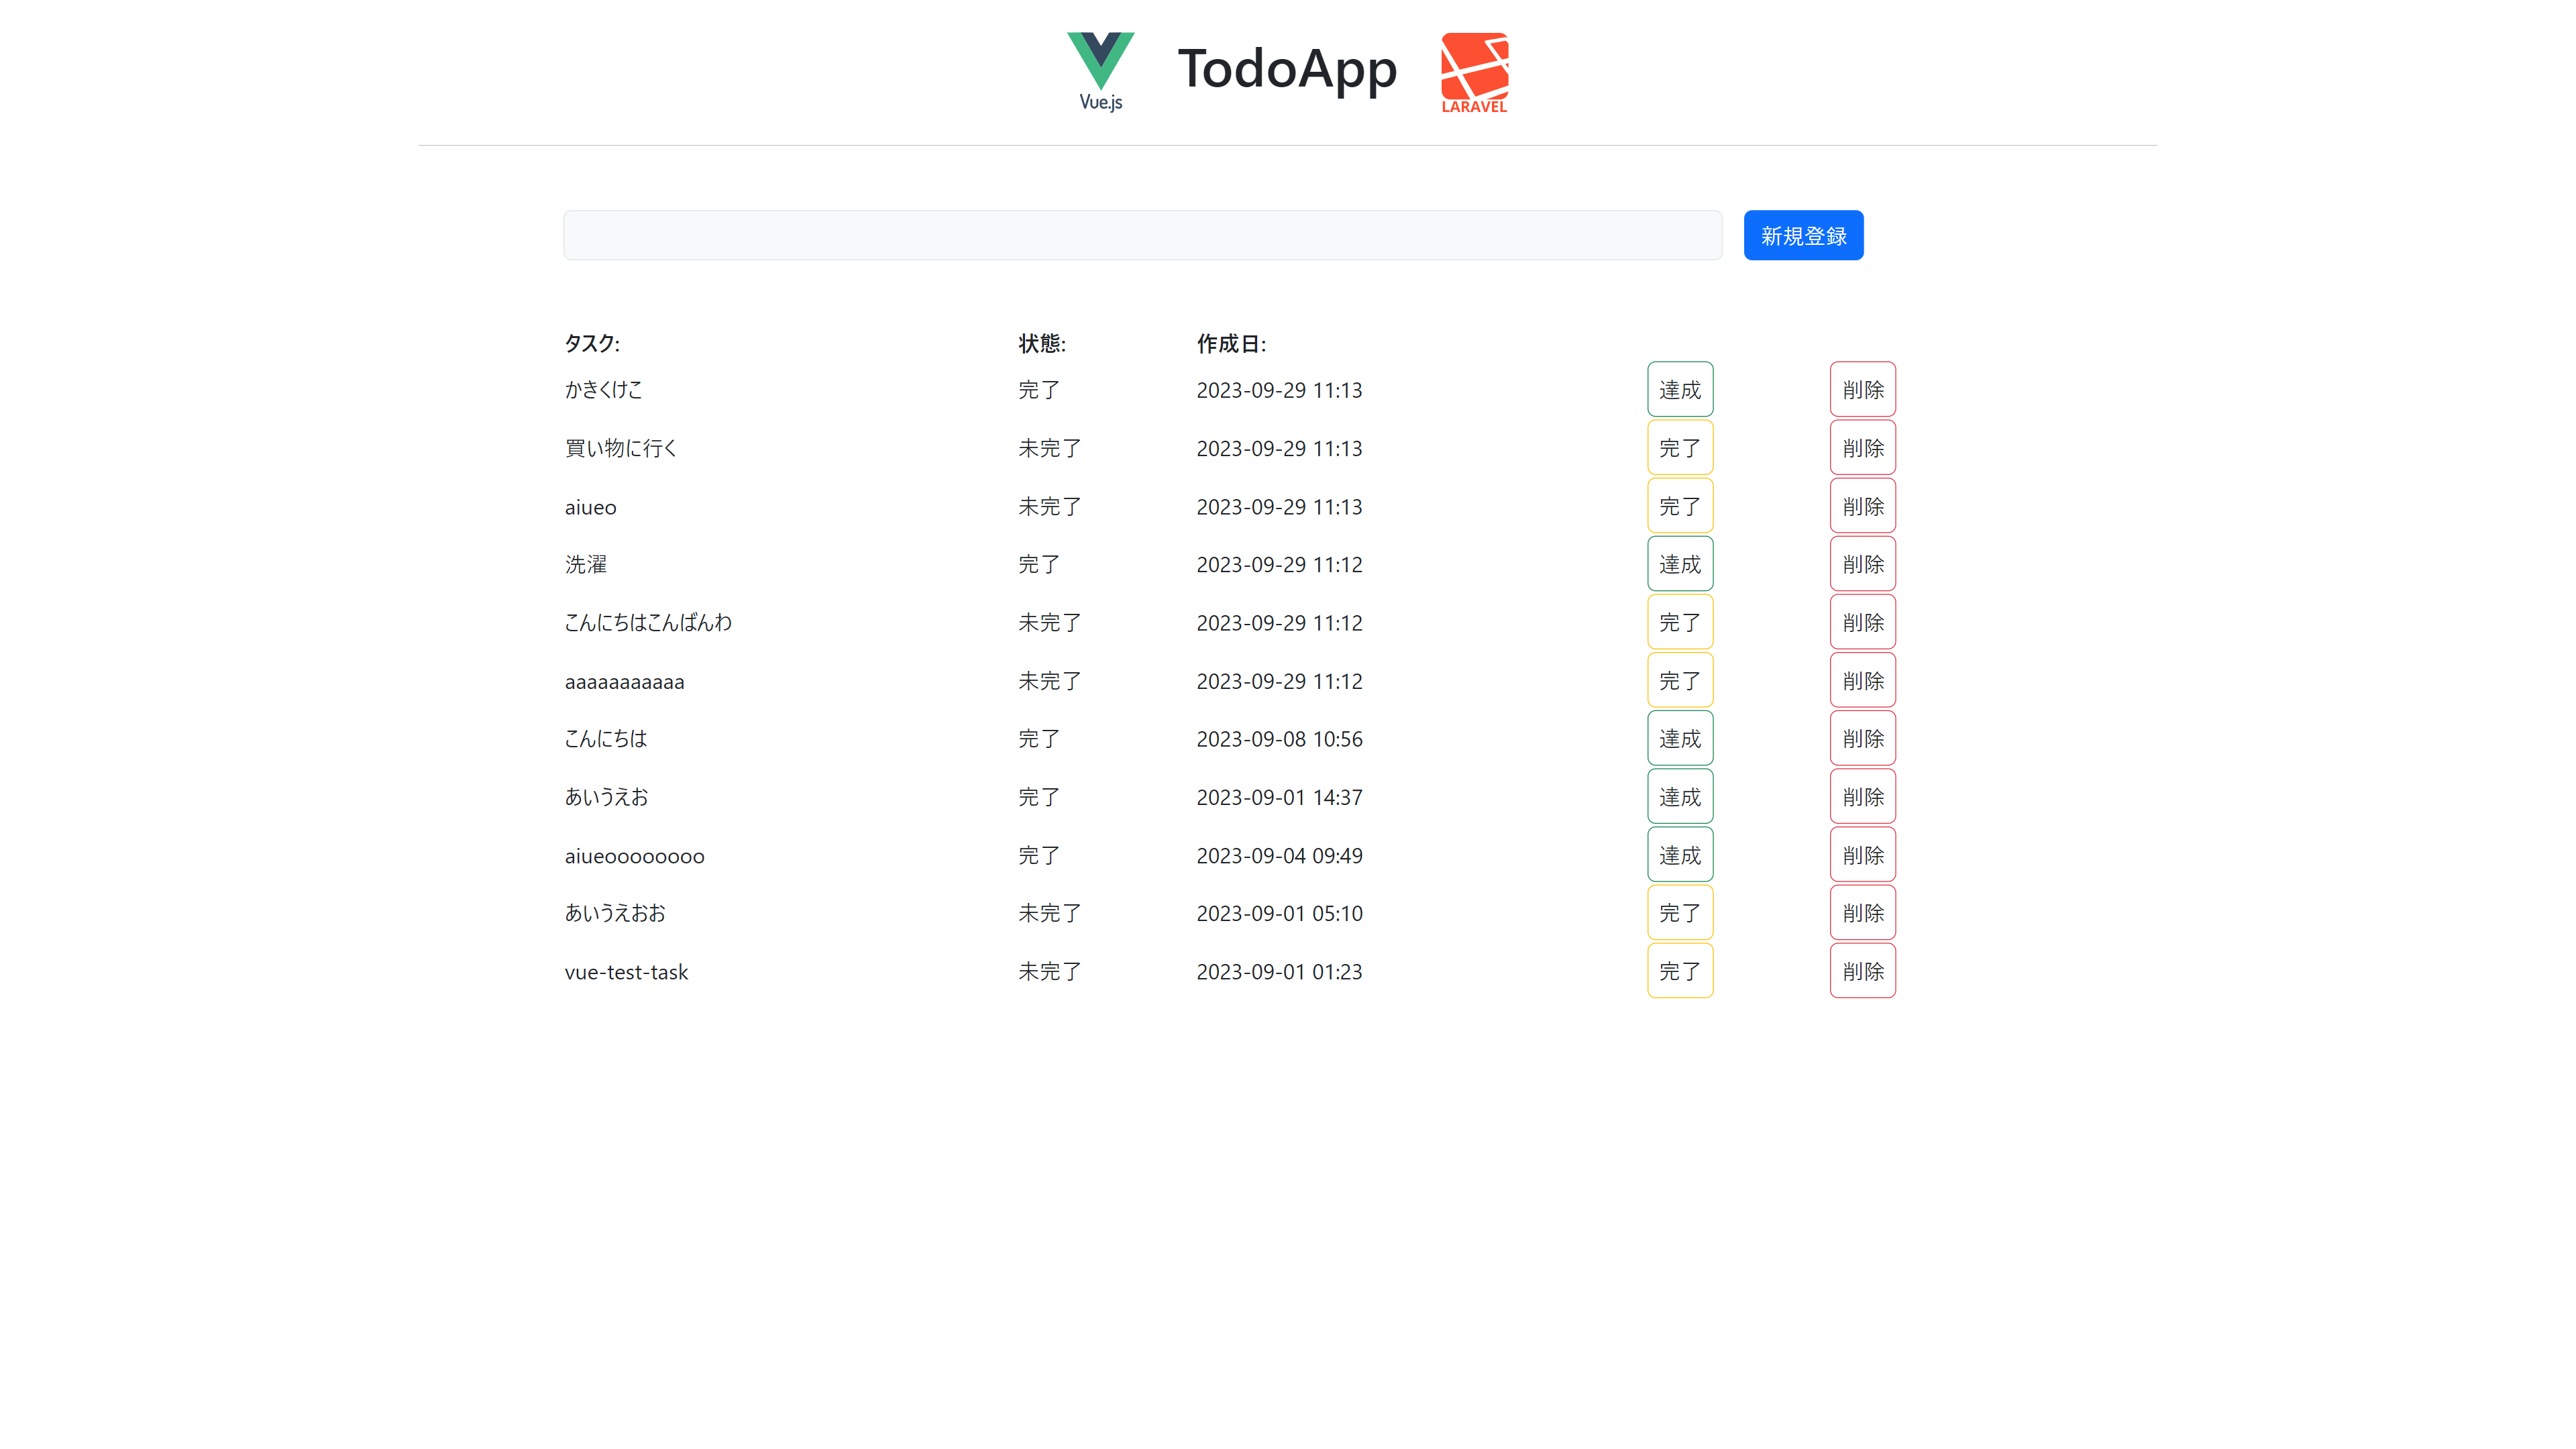 Vue.js TodoApp LARAVEL
新規登録
タスク: 状態: 作成日:
かきくけこ 完了 2023-09-29 11:13 達成 削除
買い物に行く 未完了 2023-09-29 11:13 完了 削除
aiueo 未完了 2023-09-29 11:13 完了 削除
洗濯 完了 2023-09-29 11:12 達成 削除
こんにちはこんばんわ 未完了 2023-09-29 11:12 完了 削除
aaaaaaaaaaa 未完了 2023-09-29 11:12 完了 削除
こんにちは 完了 2023-09-08 10:56 達成 削除
あいうえお 完了 2023-09-01 14:37 達成 削除
aiueoooooooo 完了 2023-09-04 09:49 達成 削除
あいうえおお 未完了 2023-09-01 05:10 完了 削除
vue-test-task 未完了 2023-09-01 01:23 完了 削除